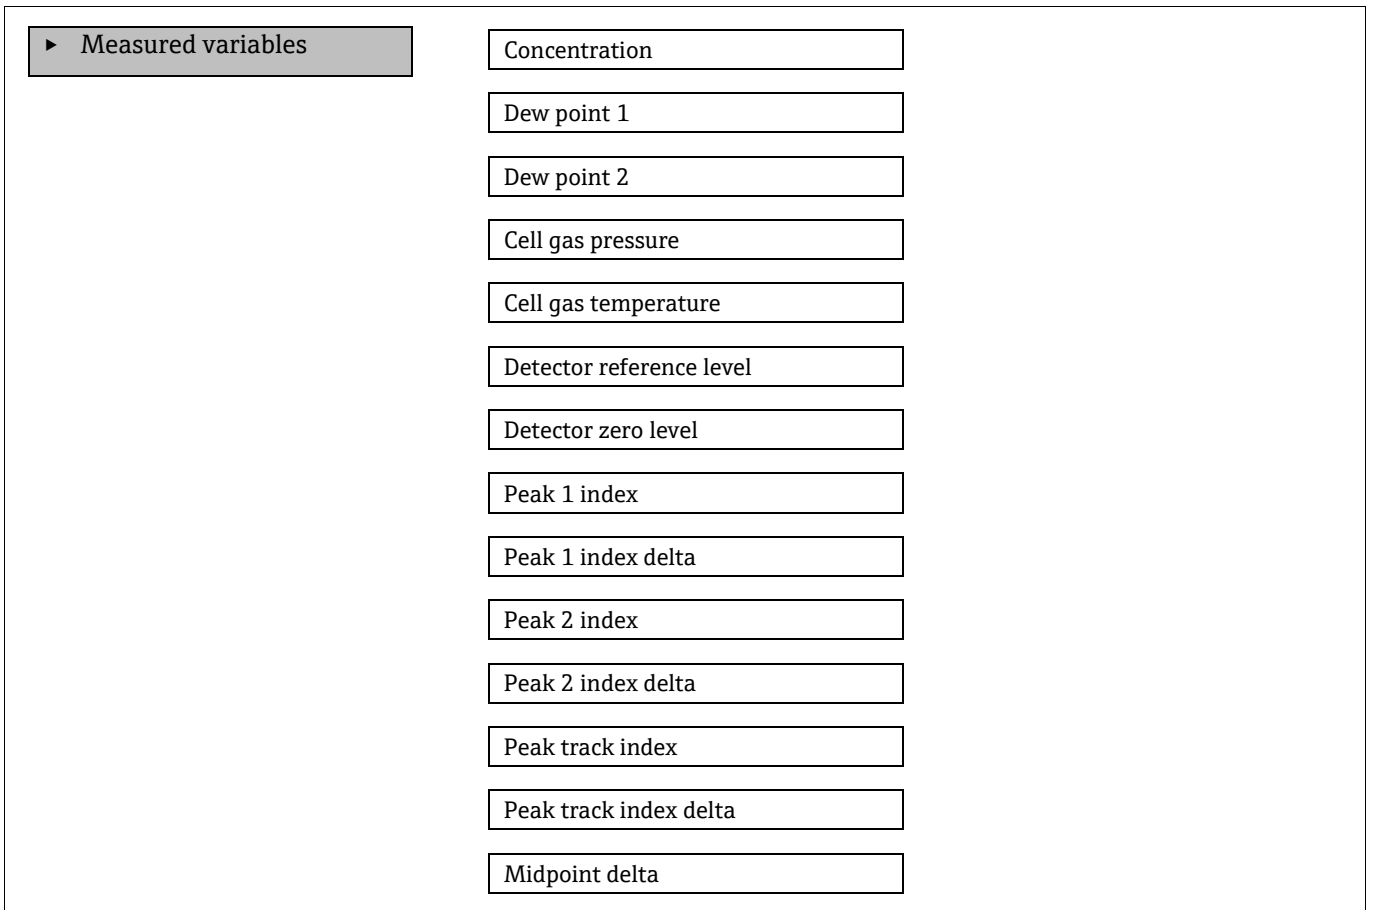 ▸ Measured variables
Concentration
Dew point 1
Dew point 2
Cell gas pressure
Cell gas temperature
Detector reference level
Detector zero level
Peak 1 index
Peak 1 index delta
Peak 2 index
Peak 2 index delta
Peak track index
Peak track index delta
Midpoint delta